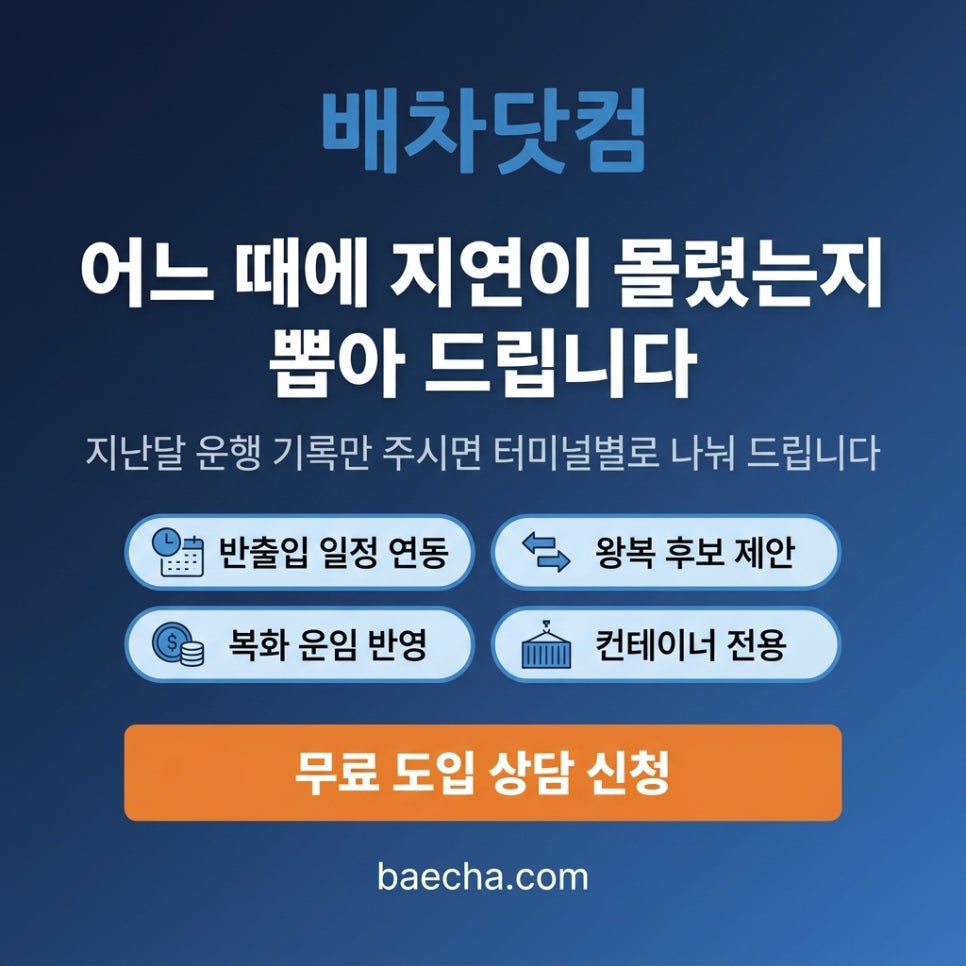 배차닷컴
어느 때에 지연이 몰렸는지
뽑아 드립니다
지난달 운행 기록만 주시면 터미널별로 나눠 드립니다
반출입 일정 연동
왕복 후보 제안
$
복화 운임 반영
컨테이너 전용
무료 도입 상담 신청
baecha.com